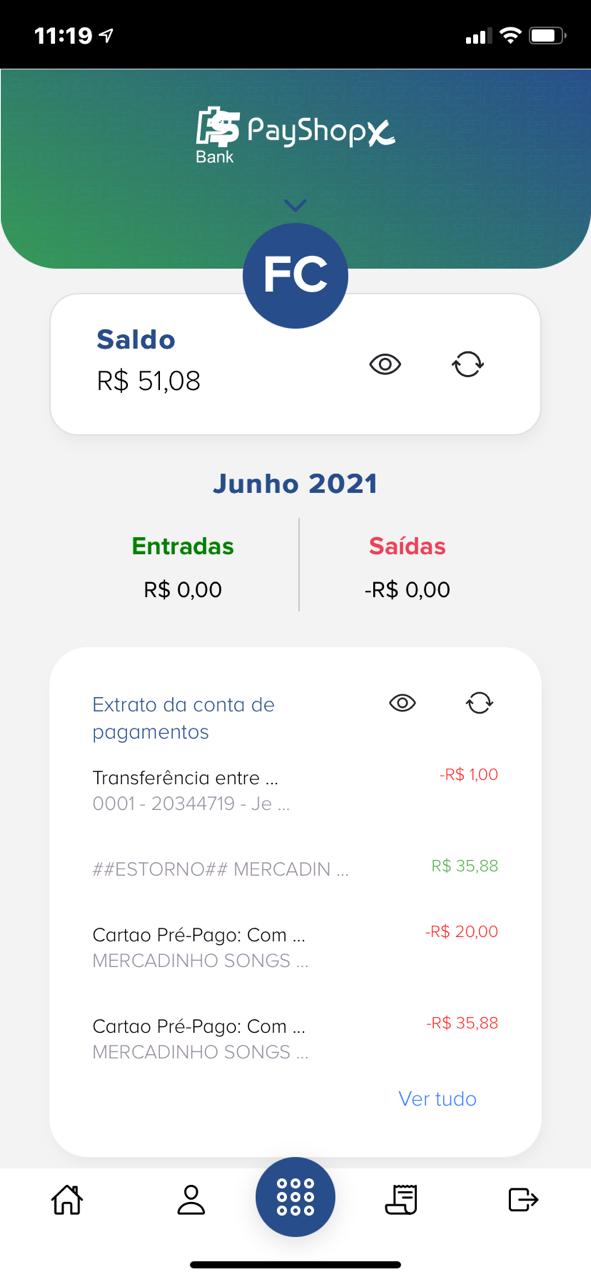 11:19
PayShopX
Bank
FC
Saldo
R$ 51,08
Junho 2021
Entradas
Saídas
R$ 0,00
-R$ 0,00
Extrato da conta de
pagamentos
Transferência entre ...
-R$ 1,00
0001 - 20344719 - Je ...
##ESTORNO## MERCADIN ...
R$ 35,88
Cartao Pré-Pago: Com ...
-R$ 20,00
MERCADINHO SONGS ...
Cartao Pré-Pago: Com ...
-R$ 35,88
MERCADINHO SONGS ...
Ver tudo